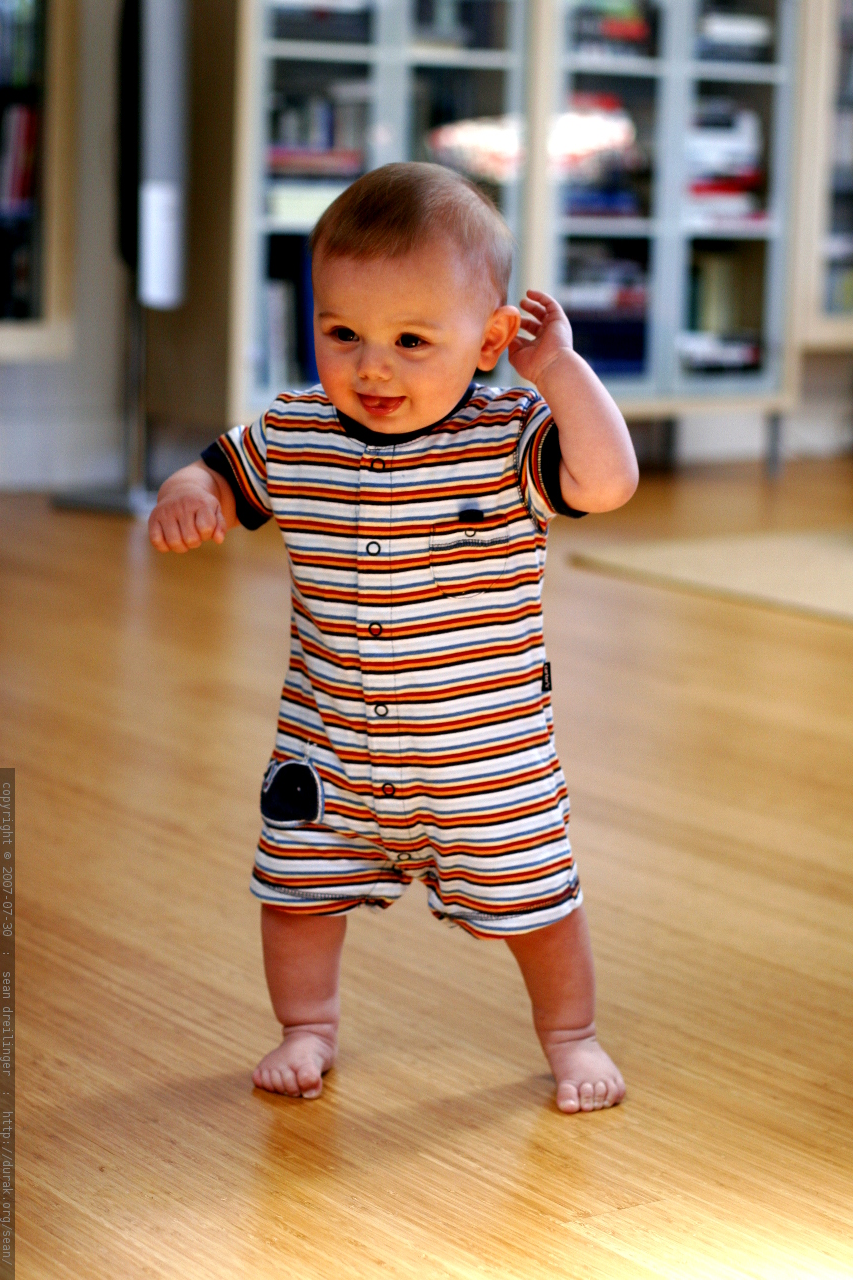 copyright © 2007-07-30 : sean dreilinger : http://durak.org/sean/